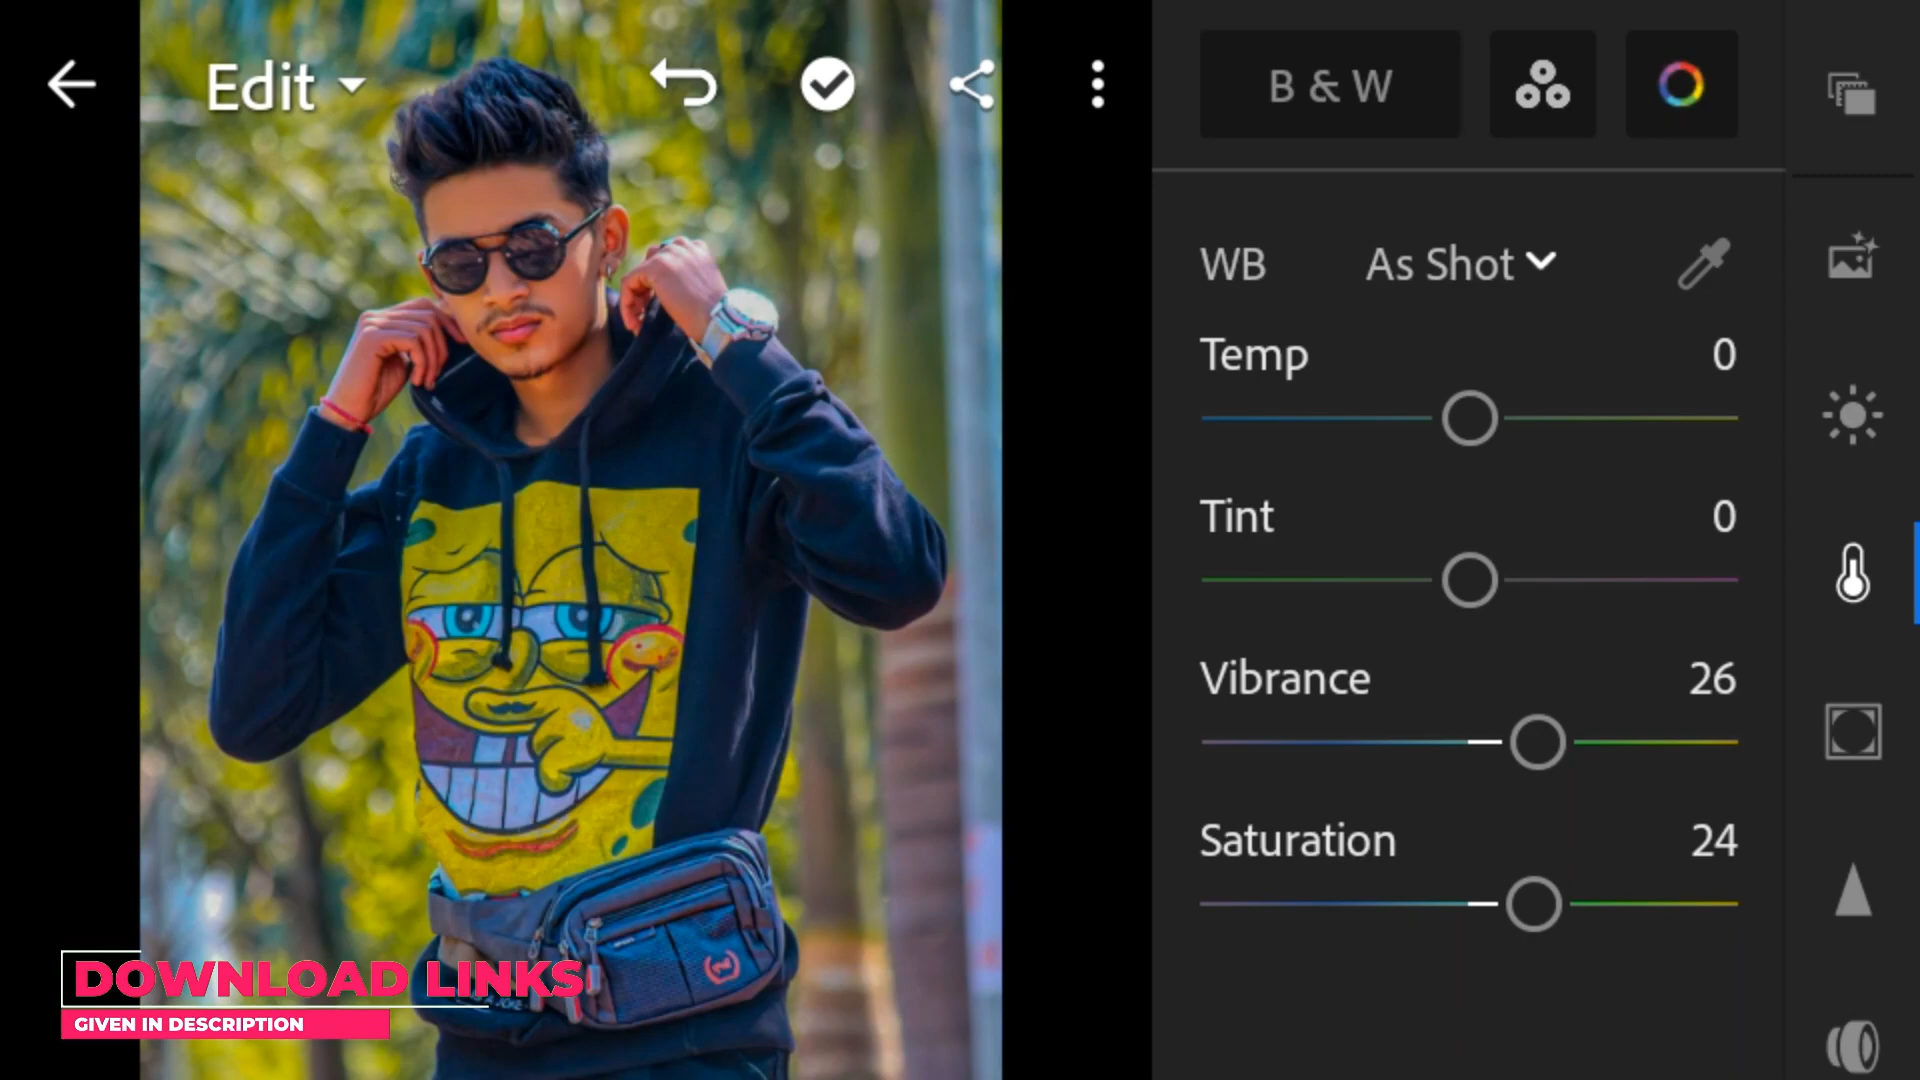 Edit
B & W
WB As Shot
Temp 0
Tint 0
Vibrance 26
Saturation 24
DOWNLOAD LINKS
GIVEN IN DESCRIPTION